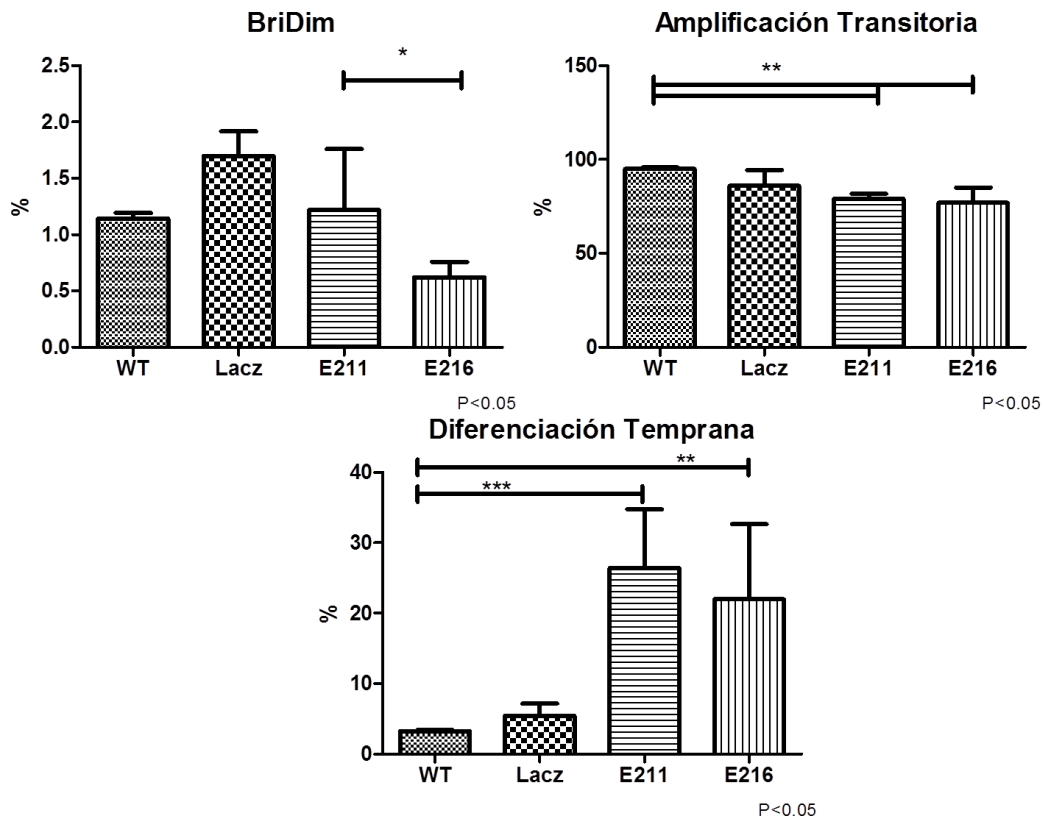 BriDim
2.5
2.0
1.5
1.0
0.5
0.0
%
*
WT Lacz E211 E216
P<0.05
Amplificación Transitoria
150
100
50
0
%
**
WT Lacz E211 E216
P<0.05
Diferenciación Temprana
40
30
20
10
0
%
**
***
WT Lacz E211 E216
P<0.05